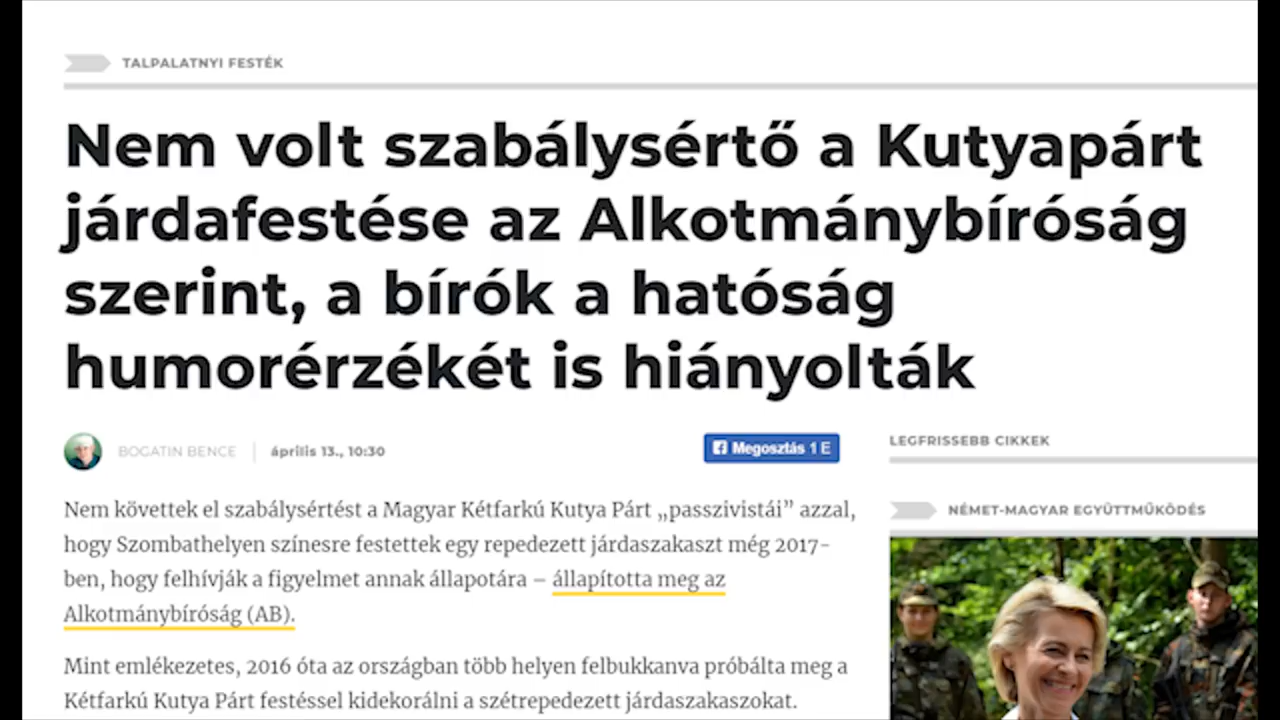 TALPALATNYI FESTÉK
Nem volt szabálysértő a Kutyapárt
járdafestése az Alkotmánybíróság
szerint, a bírók a hatóság
humorérzékét is hiányolták
BOGATIN BENCE
április 13., 10:30
Megosztás 1 E
Nem követtek el szabálysértést a Magyar Kétfarkú Kutya Párt „passzivistái” azzal,
hogy Szombathelyen színesre festettek egy repedezett járdaszakaszt még 2017-
ben, hogy felhívják a figyelmet annak állapotára – állapította meg az
Alkotmánybíróság (AB).
Mint emlékezetes, 2016 óta az országban több helyen felbukkanva próbálta meg a
Kétfarkú Kutya Párt festéssel kidekorálni a szétrepedezett járdaszakaszokat.
LEGFRISSEBB CIKKEK
NÉMET-MAGYAR EGYÜTTMŰKÖDÉS